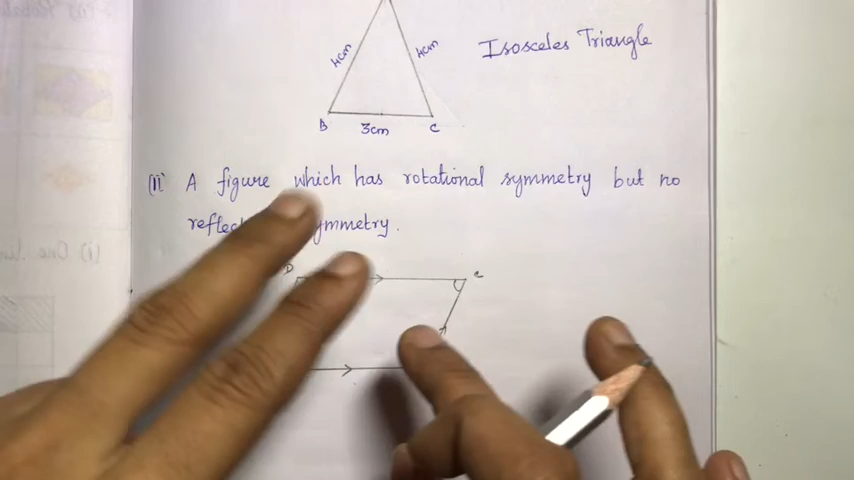 4cm
4cm
Isosceles Triangle
B
C
3cm
(ii) A figure which has rotational symmetry but no
symmetry.
D
C